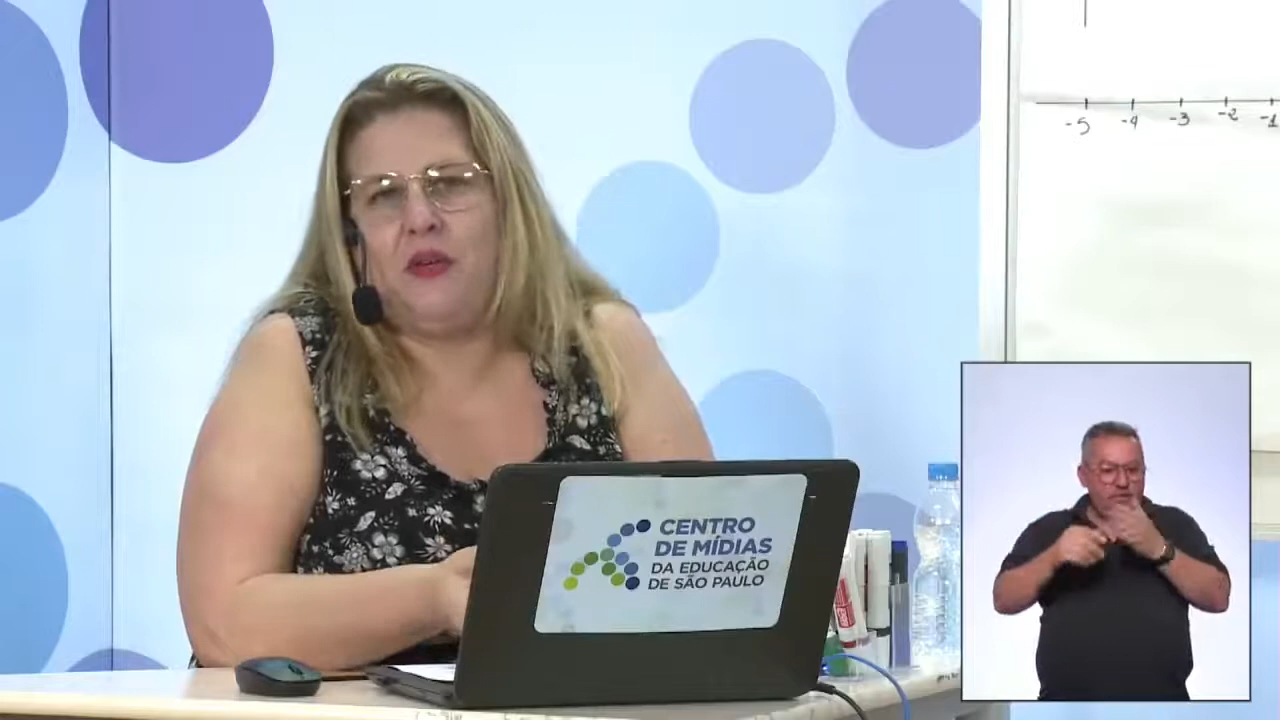 -5 -4 -3 -2 -1
CENTRO
DE MÍDIAS
DA EDUCAÇÃO
DE SÃO PAULO